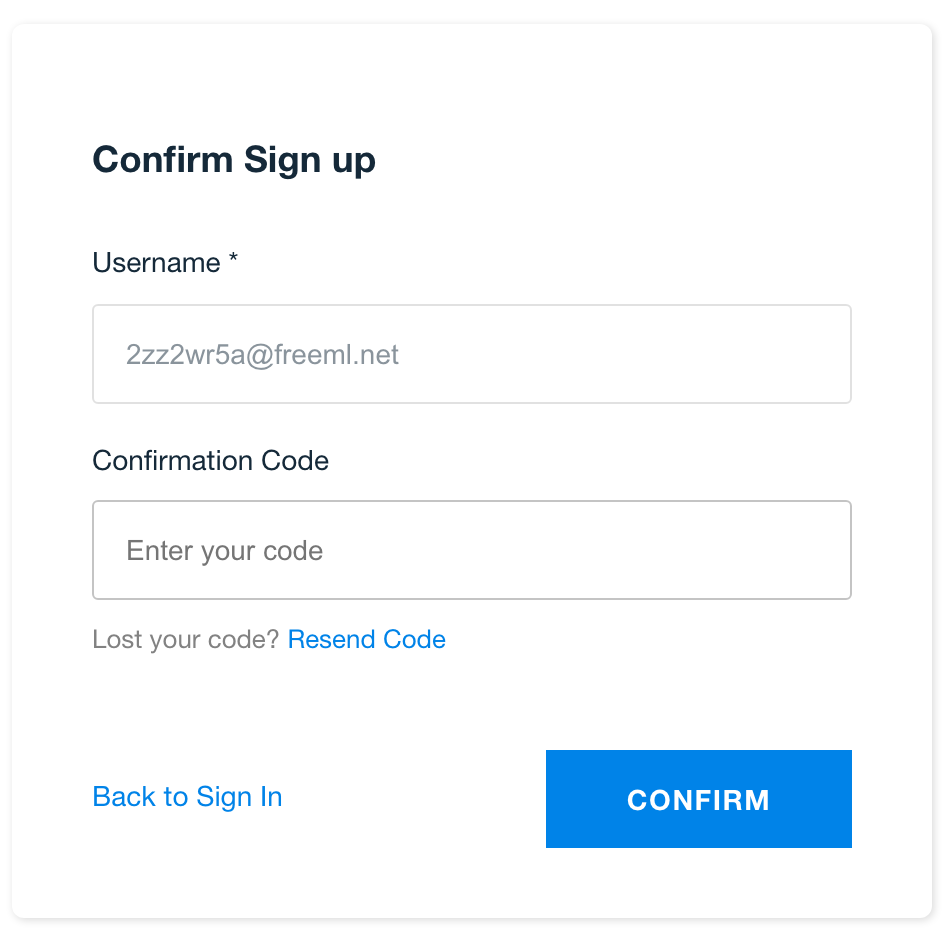 Confirm Sign up
Username *
2zz2wr5a@freeml.net
Confirmation Code
Enter your code
Lost your code? Resend Code
Back to Sign In
CONFIRM